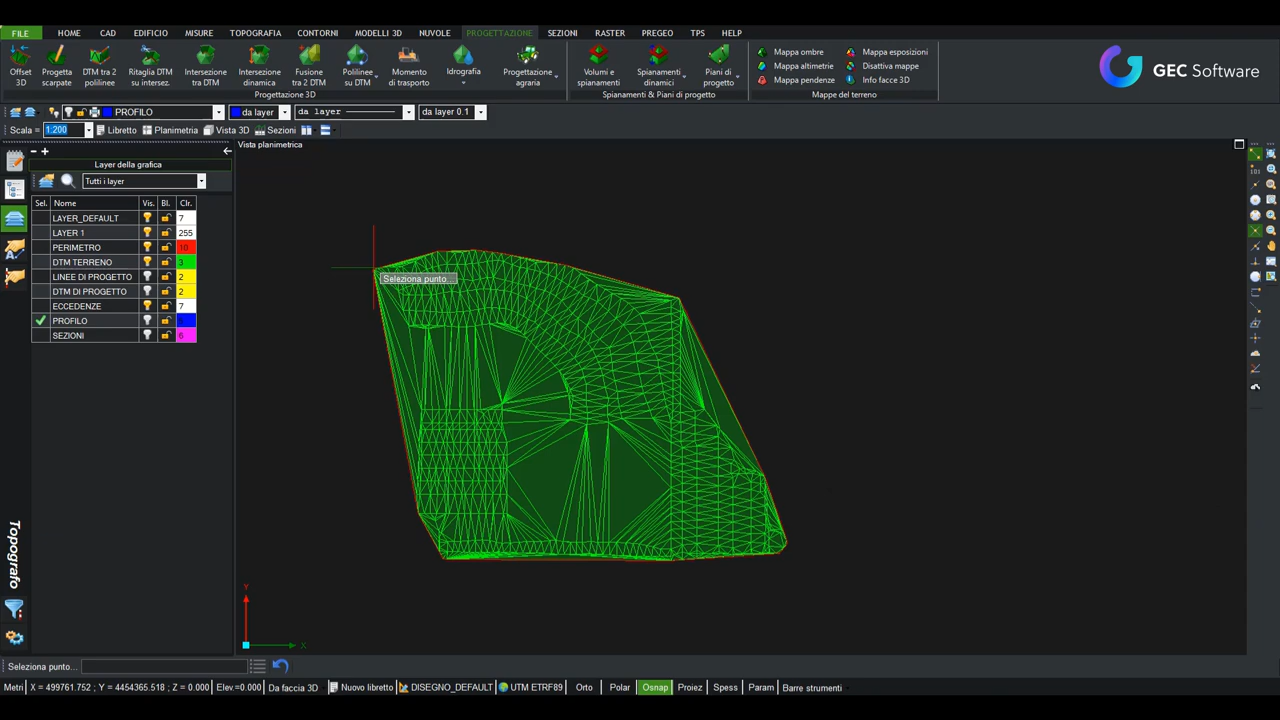 FILE HOME CAD EDIFICIO MISURE TOPOGRAFIA CONTORNI MODELLI 3D NUVOLE PROGETTAZIONE SEZIONI RASTER PREGEO TPS HELP
Offset 3D
Progetta scarpate
DTM tra 2 polilinee
Ritaglia DTM su intersez.
Intersezione tra DTM
Intersezione dinamica
Fusione tra 2 DTM
Polilinee su DTM
Momento di trasporto
Idrografia
Progettazione agraria
Volumi e spianamenti
Spianamenti dinamici
Piani di progetto
Mappa ombre
Mappa altimetrie
Mappa pendenze
Mappa esposizioni
Disattiva mappe
Info facce 3D
Progettazione 3D
Spianamenti & Piani di progetto
Mappe del terreno
GEC Software
PROFILO da layer da layer da layer 0.1
Scala = 1:200 Libretto Planimetria Vista 3D Sezioni
Vista planimetrica
Layer della grafica
Tutti i layer
Sel. Nome Vis. Bl. Clr.
LAYER_DEFAULT 7
LAYER 1 255
PERIMETRO 10
DTM TERRENO 3
LINEE DI PROGETTO 2
DTM DI PROGETTO 2
ECCEDENZE 7
PROFILO
SEZIONI 6
Seleziona punto...
Topografo
Y
X
Seleziona punto...
Metri X = 499761.752 ; Y = 4454365.518 ; Z = 0.000 Elev.=0.000 Da faccia 3D Nuovo libretto DISEGNO_DEFAULT UTM ETRF89 Orto Polar Osnap Proiez Spess Param Barre strumenti